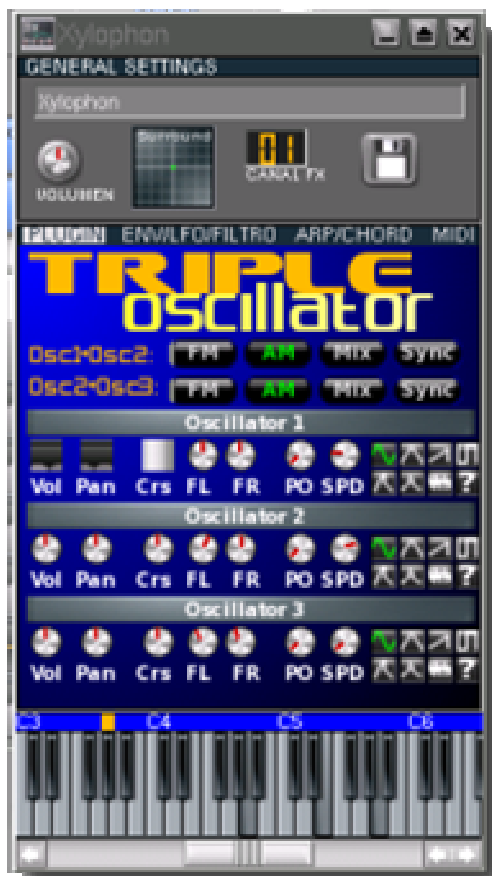 Xylophon
GENERAL SETTINGS
Xylophon
Surround
01
VOLUMEN
CANAL FX
PLUGIN ENV/LFO/FILTRO ARP/CHORD MIDI
TRIPLE
oscillator
Osc1+Osc2: FM AM Mix Sync
Osc2+Osc3: FM AM Mix Sync
Oscillator 1
Vol Pan Crs FL FR PO SPD ?
Oscillator 2
Vol Pan Crs FL FR PO SPD ?
Oscillator 3
Vol Pan Crs FL FR PO SPD ?
C3 C4 C5 C6